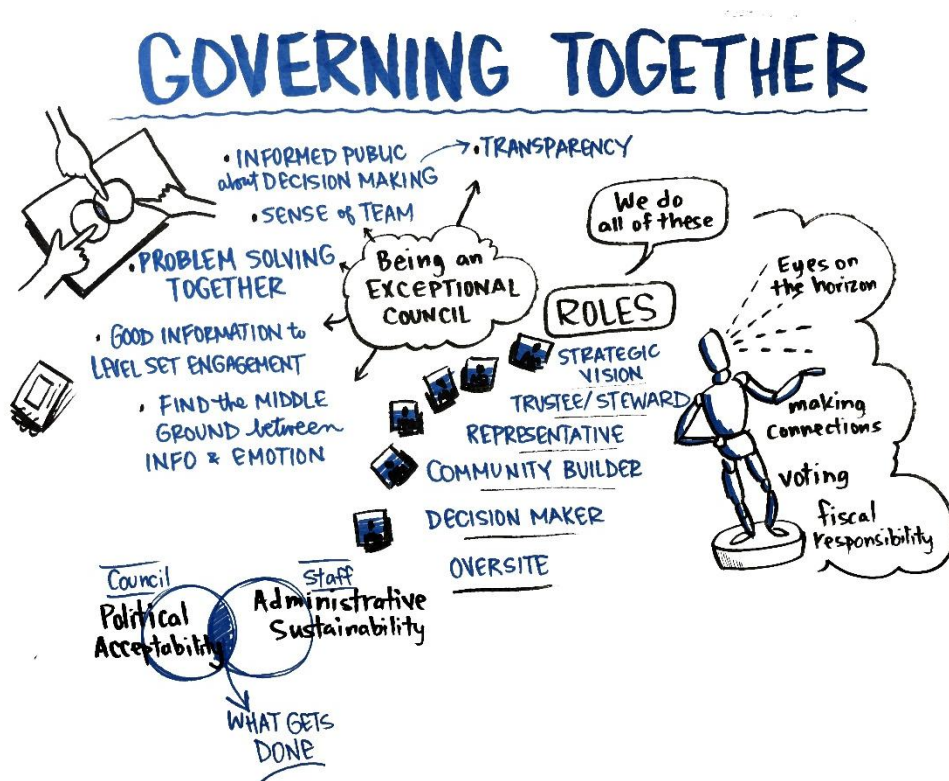 GOVERNING TOGETHER
• INFORMED PUBLIC
about DECISION MAKING
• TRANSPARENCY
• SENSE of TEAM
• PROBLEM SOLVING
TOGETHER
• GOOD INFORMATION to
LEVEL SET ENGAGEMENT
• FIND the MIDDLE
GROUND between
INFO & EMOTION
Being an
EXCEPTIONAL
COUNCIL
We do
all of these
ROLES
STRATEGIC
VISION
TRUSTEE/STEWARD
REPRESENTATIVE
COMMUNITY BUILDER
DECISION MAKER
OVERSITE
Eyes on
the horizon
making
connections
voting
fiscal
responsibility
Council
Political
Acceptability
Staff
Administrative
Sustainability
WHAT GETS
DONE